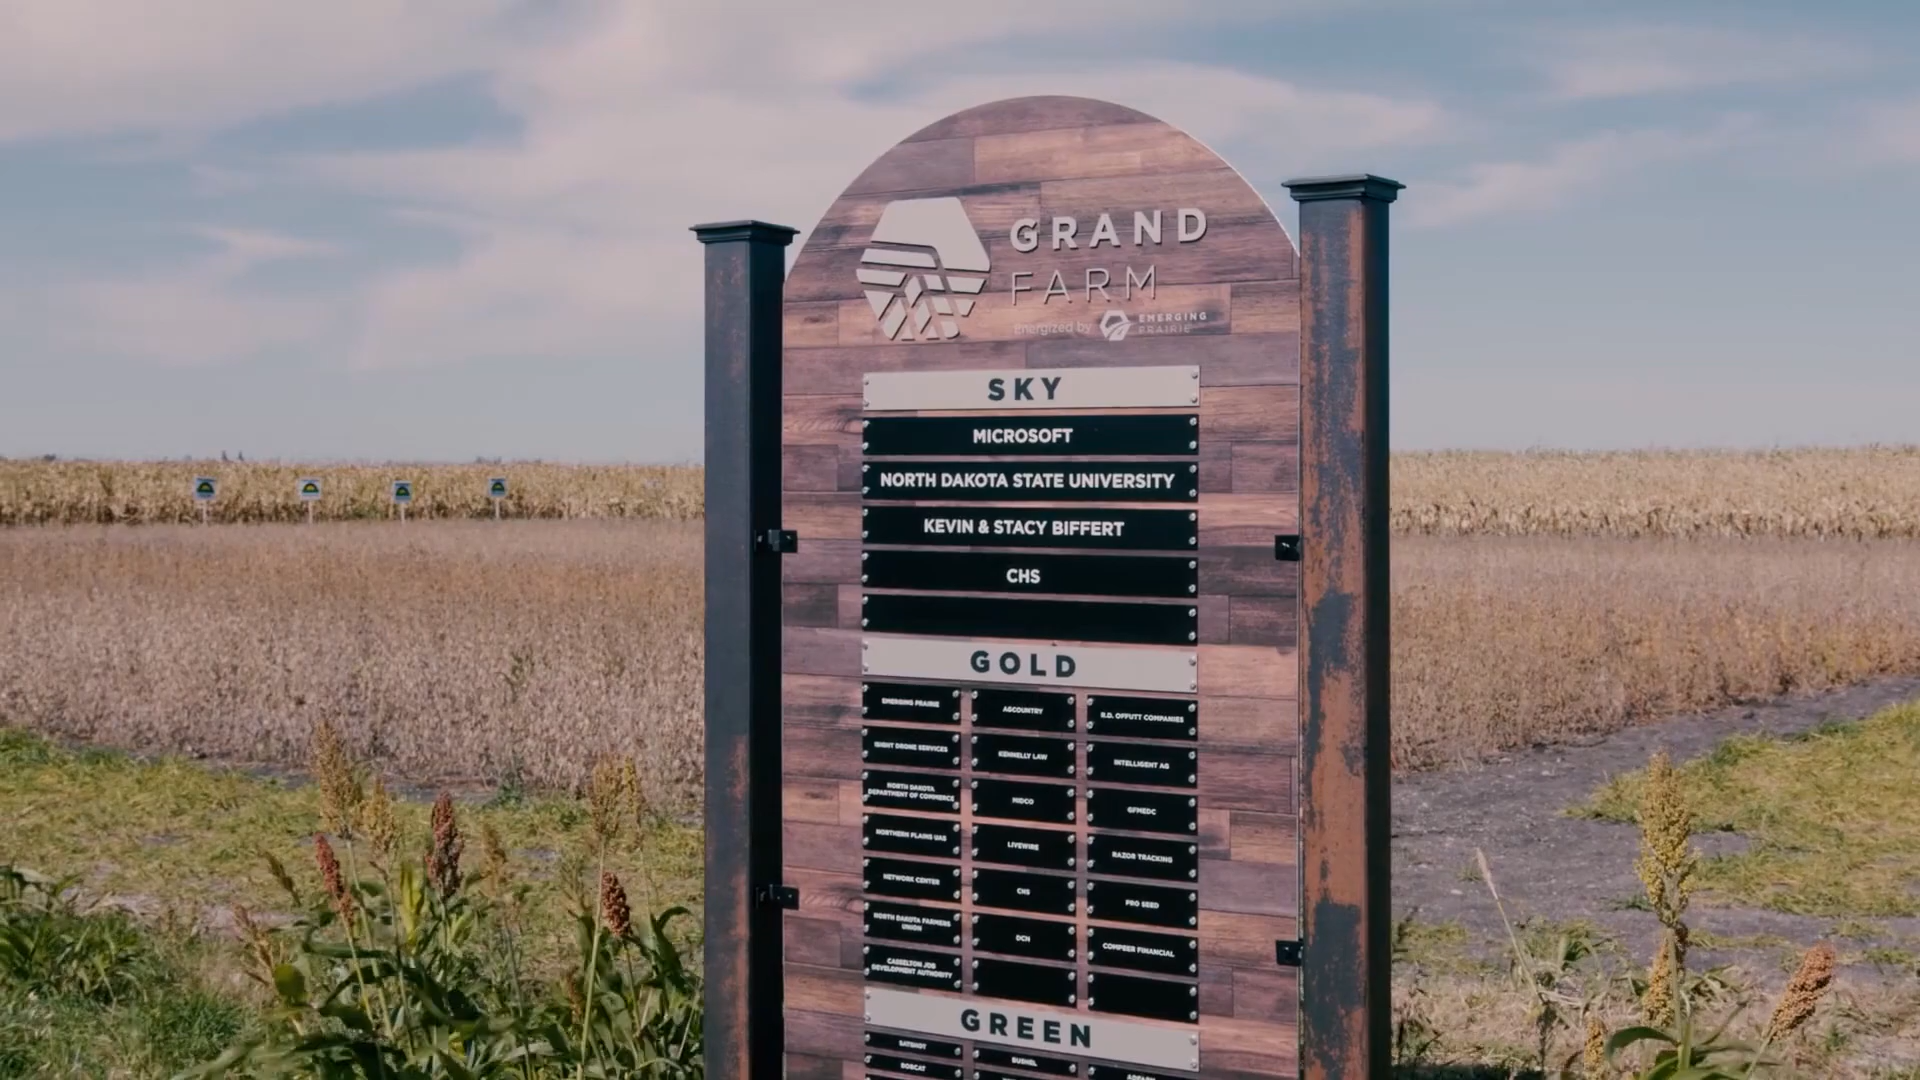 GRAND
FARM
Energized by EMERGING PRAIRIE
SKY
MICROSOFT
NORTH DAKOTA STATE UNIVERSITY
KEVIN & STACY BIFFERT
CHS
GOLD
EMERGING PRAIRIE
AGCOUNTRY
R.D. OFFUTT COMPANIES
ISIGHT DRONE SERVICES
KENNELLY LAW
INTELLIGENT AG
NORTH DAKOTA
DEPARTMENT OF COMMERCE
MIDCO
GFMEDC
NORTHERN PLAINS UAS
LIVEWIRE
RAZOR TRACKING
NETWORK CENTER
CHS
PRO SEED
NORTH DAKOTA FARMERS
UNION
DCN
COMPEER FINANCIAL
CASSELTON JOB
DEVELOPMENT AUTHORITY
GREEN
SATSHOT
BUSHEL
BOBCAT